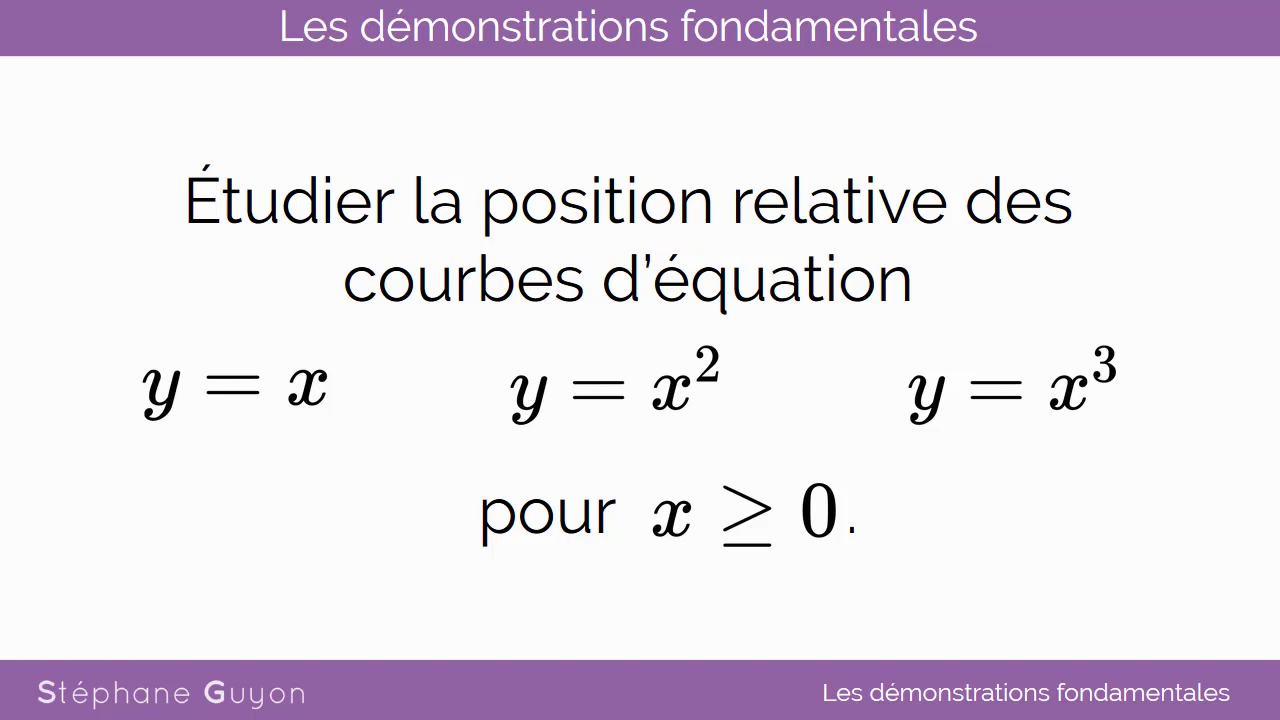 Les démonstrations fondamentales
Étudier la position relative des
courbes d’équation
y = x y = x² y = x³
pour x ≥ 0.
Stéphane Guyon Les démonstrations fondamentales